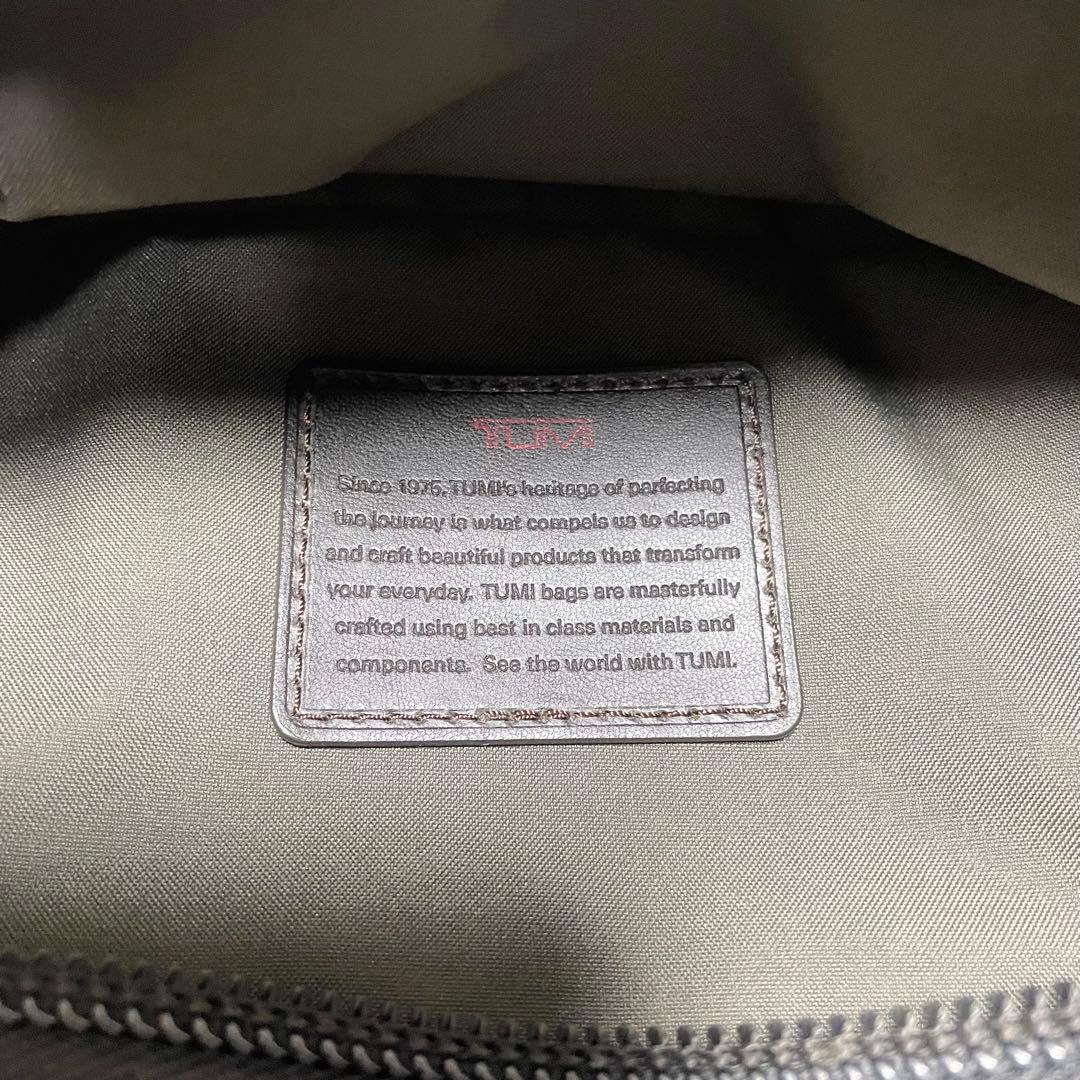 TUMI
Since 1975, TUMI's heritage of perfecting
the journey is what compels us to design
and craft beautiful products that transform
your everyday. TUMI bags are masterfully
crafted using best in class materials and
components. See the world with TUMI.